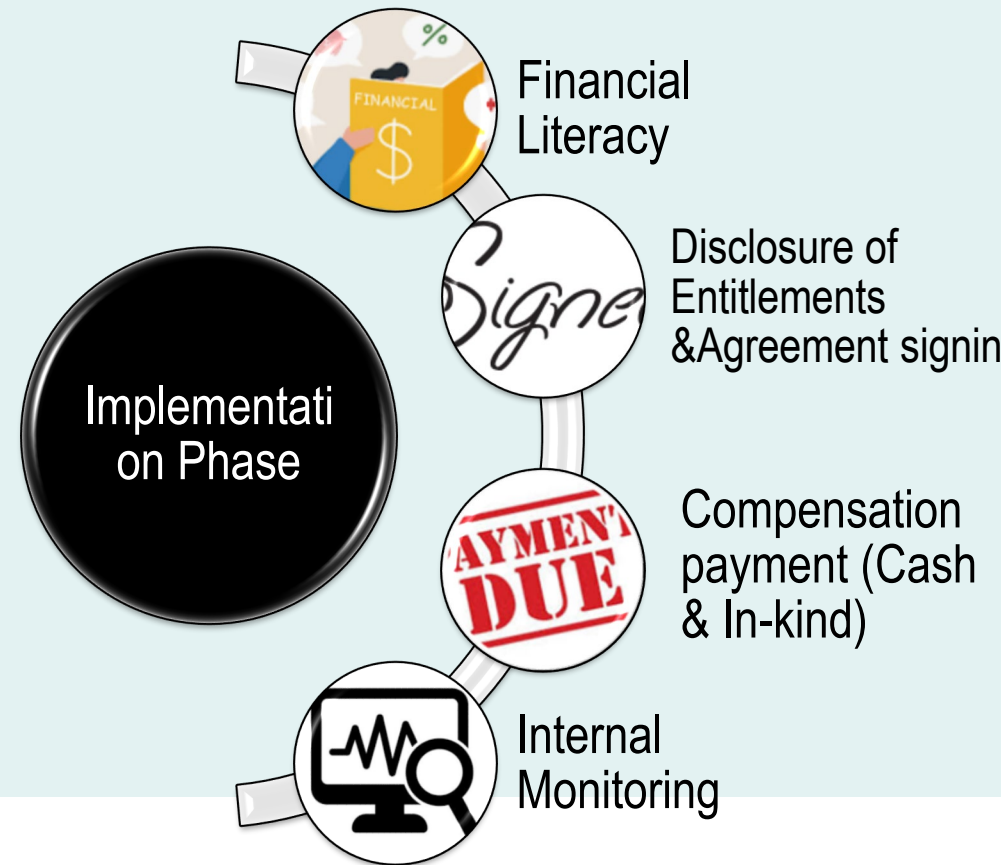 %
FINANCIAL
$
Financial
Literacy
Signe
Disclosure of
Entitlements
&Agreement signin
Implementati
on Phase
AYMENT
DUE
Compensation
payment (Cash
& In-kind)
Internal
Monitoring